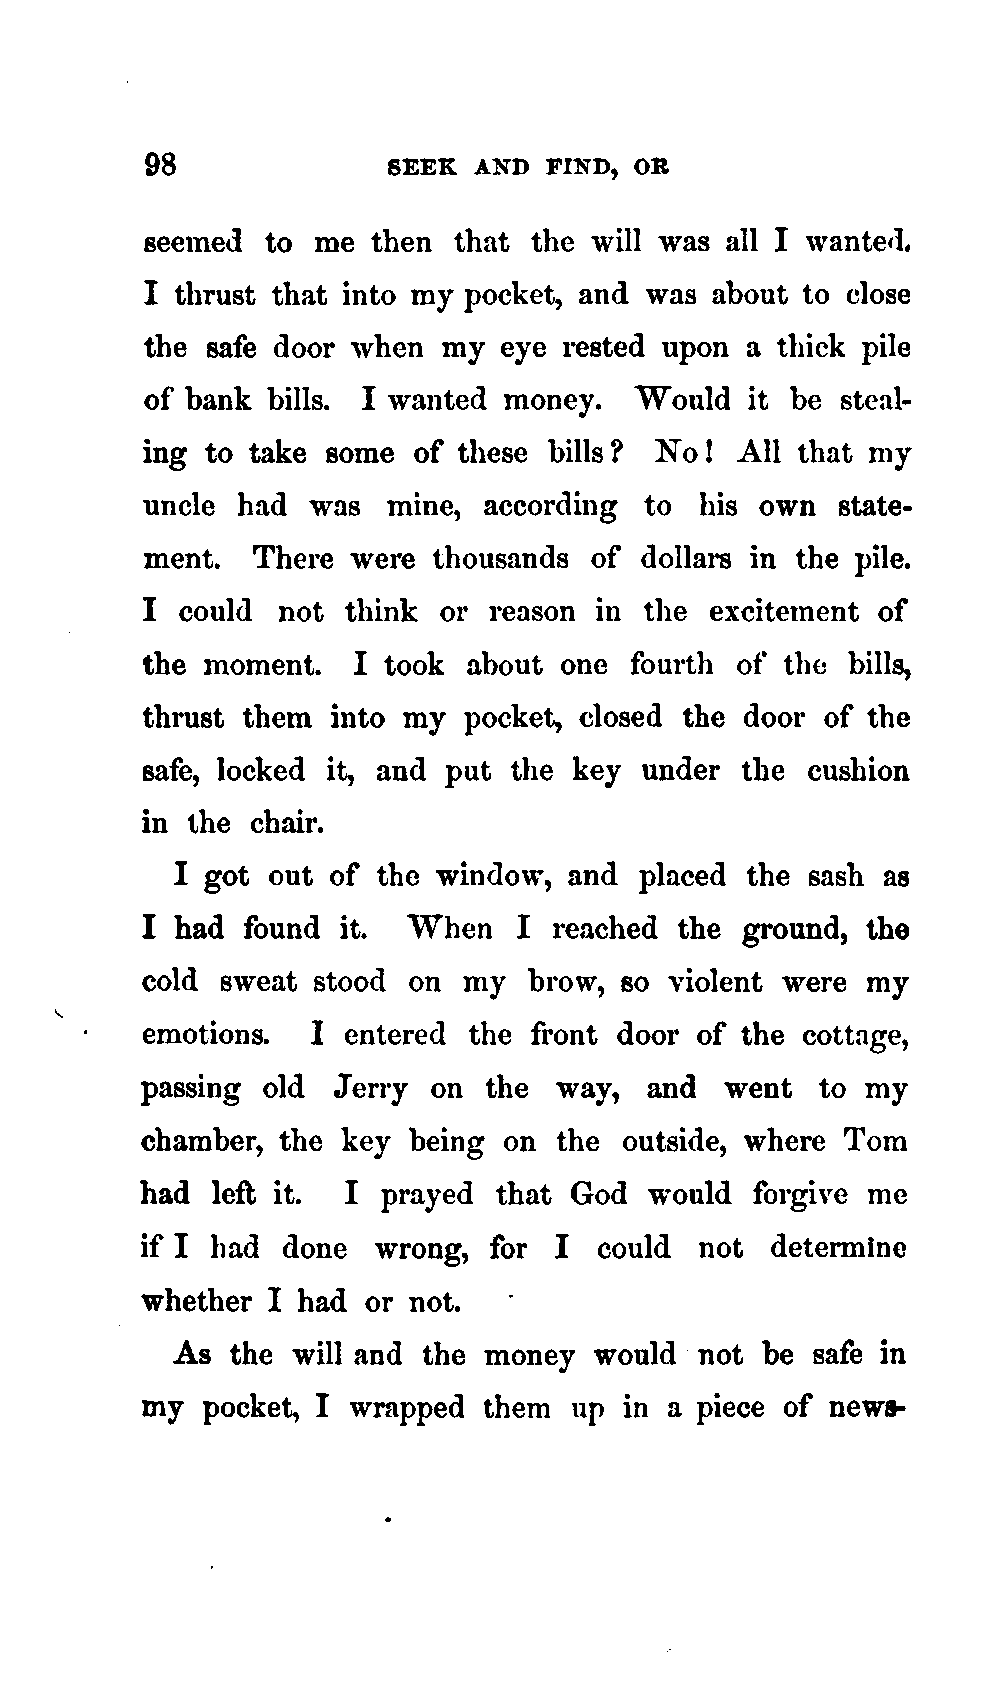 98 SEEK AND FIND, OR
seemed to me then that the will was all I wanted.
I thrust that into my pocket, and was about to close
the safe door when my eye rested upon a thick pile
of bank bills. I wanted money. Would it be steal-
ing to take some of these bills? No! All that my
uncle had was mine, according to his own state-
ment. There were thousands of dollars in the pile.
I could not think or reason in the excitement of
the moment. I took about one fourth of the bills,
thrust them into my pocket, closed the door of the
safe, locked it, and put the key under the cushion
in the chair.
I got out of the window, and placed the sash as
I had found it. When I reached the ground, the
cold sweat stood on my brow, so violent were my
emotions. I entered the front door of the cottage,
passing old Jerry on the way, and went to my
chamber, the key being on the outside, where Tom
had left it. I prayed that God would forgive me
if I had done wrong, for I could not determine
whether I had or not.
As the will and the money would not be safe in
my pocket, I wrapped them up in a piece of news-